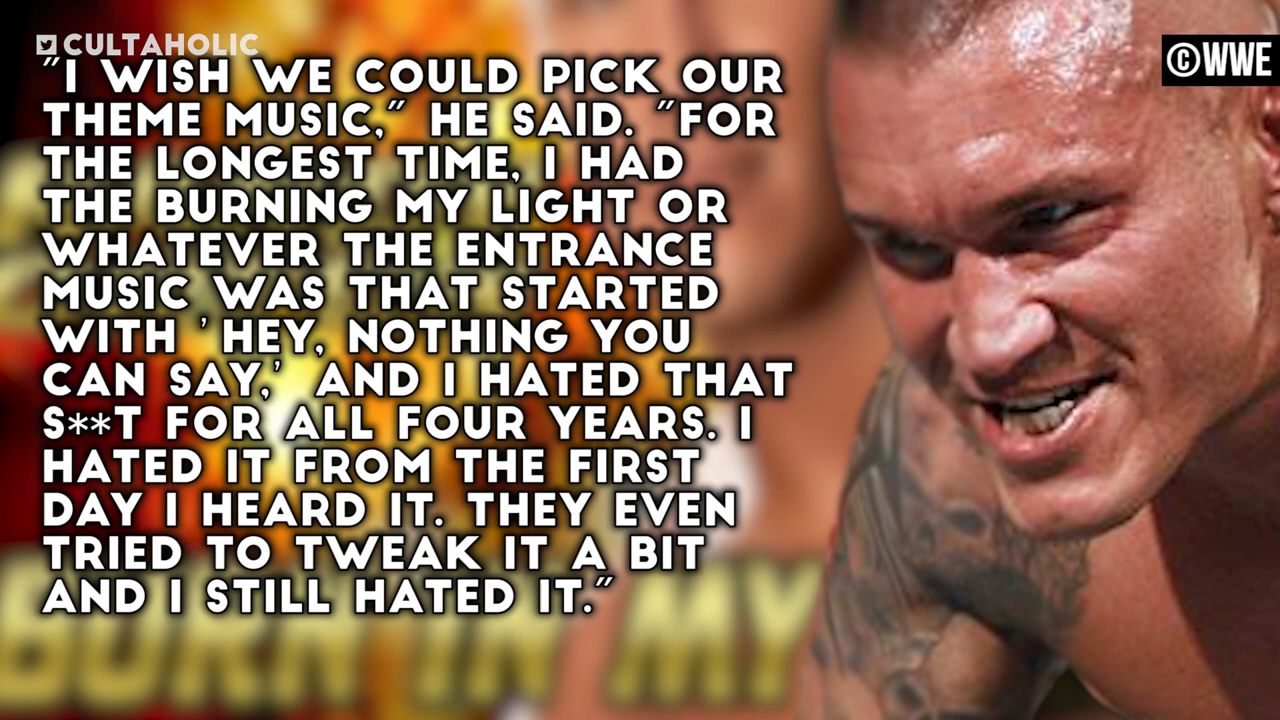 CULTAHOLIC
©WWE
"I WISH WE COULD PICK OUR
THEME MUSIC," HE SAID. "FOR
THE LONGEST TIME, I HAD
THE BURNING MY LIGHT OR
WHATEVER THE ENTRANCE
MUSIC WAS THAT STARTED
WITH 'HEY, NOTHING YOU
CAN SAY,' AND I HATED THAT
S**T FOR ALL FOUR YEARS. I
HATED IT FROM THE FIRST
DAY I HEARD IT. THEY EVEN
TRIED TO TWEAK IT A BIT
AND I STILL HATED IT."
BURN IN MY